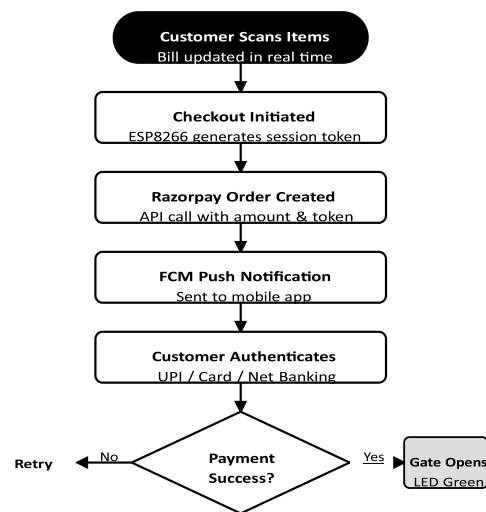 Customer Scans Items
Bill updated in real time
Checkout Initiated
ESP8266 generates session token
Razorpay Order Created
API call with amount & token
FCM Push Notification
Sent to mobile app
Customer Authenticates
UPI / Card / Net Banking
Payment
Success?
No
Retry
Yes
Gate Opens
LED Green